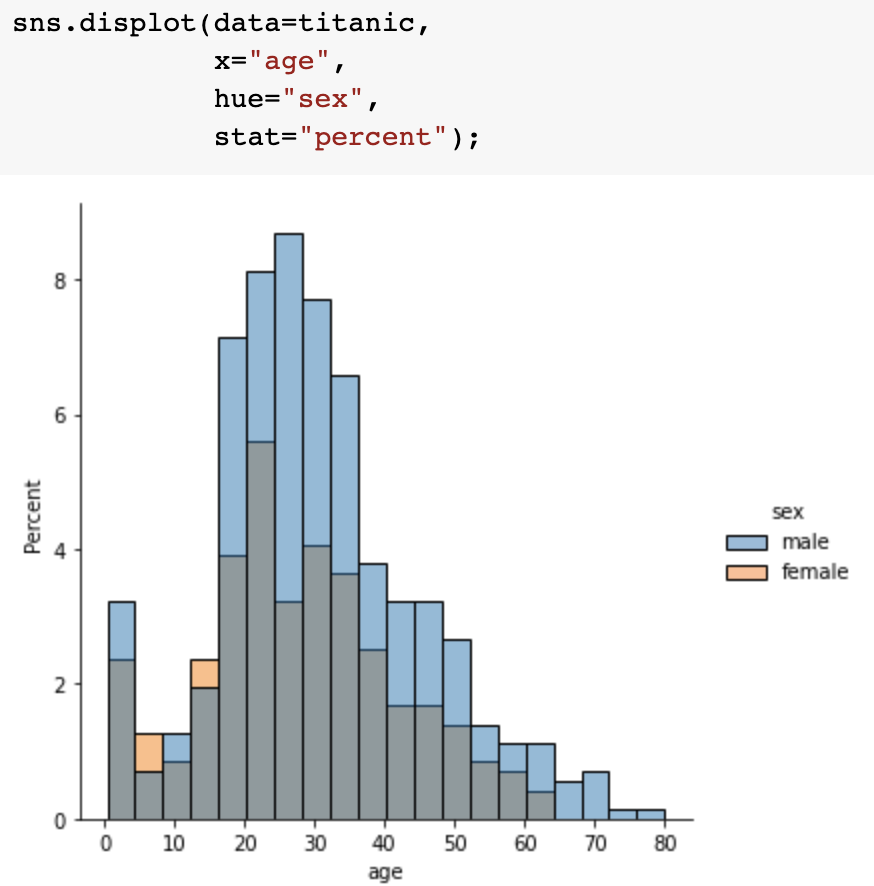 sns.displot(data=titanic,
x="age",
hue="sex",
stat="percent");
8
6
4
2
0
Percent
0 10 20 30 40 50 60 70 80
age
sex
male
female